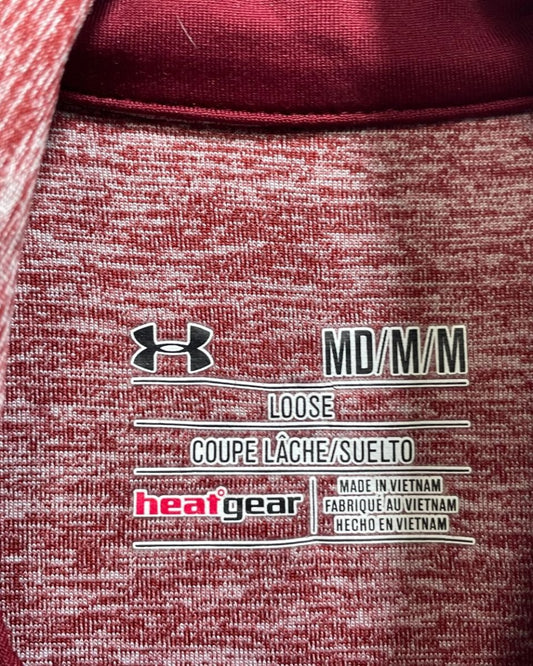 MD/M/M
LOOSE
COUPE LÂCHE/SUELTO
heatgear
MADE IN VIETNAM
FABRIQUÉ AU VIETNAM
HECHO EN VIETNAM